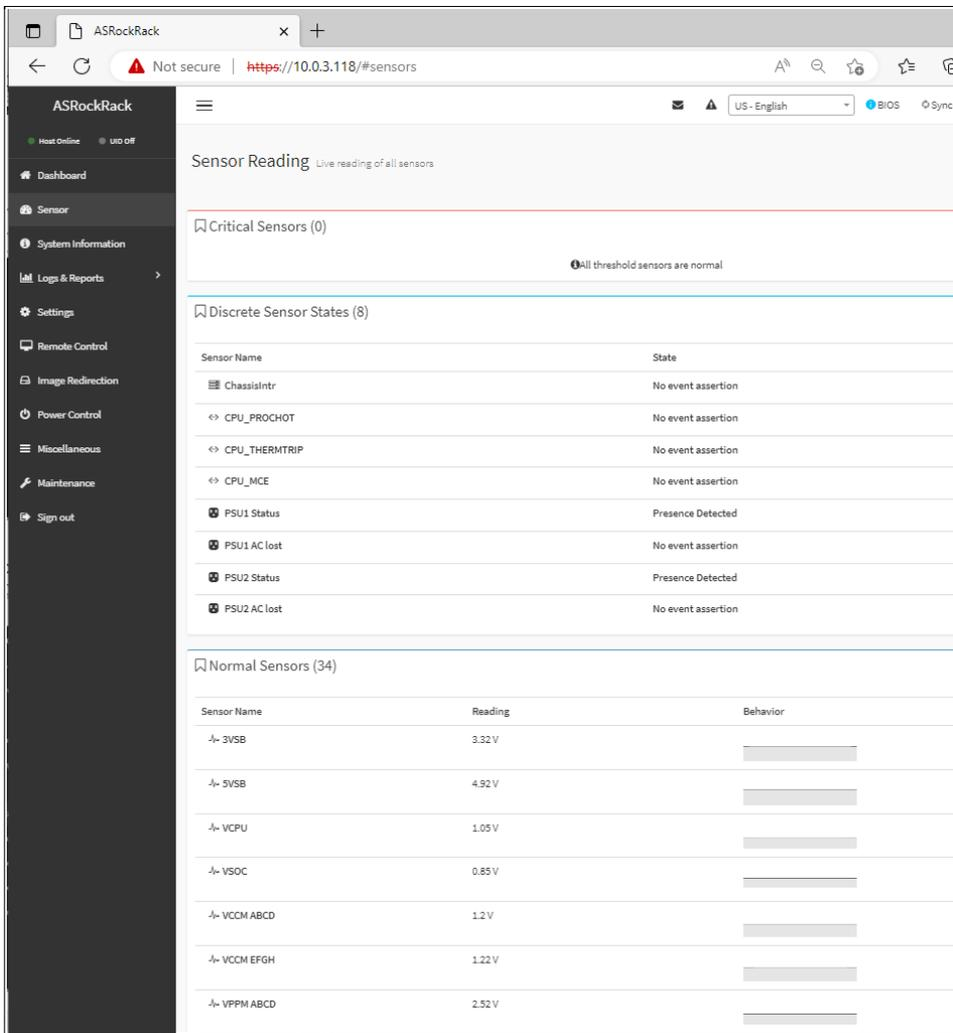 ASRockRack
Not secure | https://10.0.3.118/#sensors
ASRockRack
US - English
BIOS
Sync
Host Online
UID Off
Sensor Reading Live reading of all sensors
Dashboard
Sensor
System Information
Logs & Reports
Settings
Remote Control
Image Redirection
Power Control
Miscellaneous
Maintenance
Sign out
Critical Sensors (0)
All threshold sensors are normal
Discrete Sensor States (8)
Sensor Name State
ChassisIntr No event assertion
CPU_PROCHOT No event assertion
CPU_THERMTRIP No event assertion
CPU_MCE No event assertion
PSU1 Status Presence Detected
PSU1 AC lost No event assertion
PSU2 Status Presence Detected
PSU2 AC lost No event assertion
Normal Sensors (34)
Sensor Name Reading Behavior
3VSB 3.32 V
5VSB 4.92 V
VCPU 1.05 V
VSOC 0.85 V
VCCM ABCD 1.2 V
VCCM EFGH 1.22 V
VPPM ABCD 2.52 V